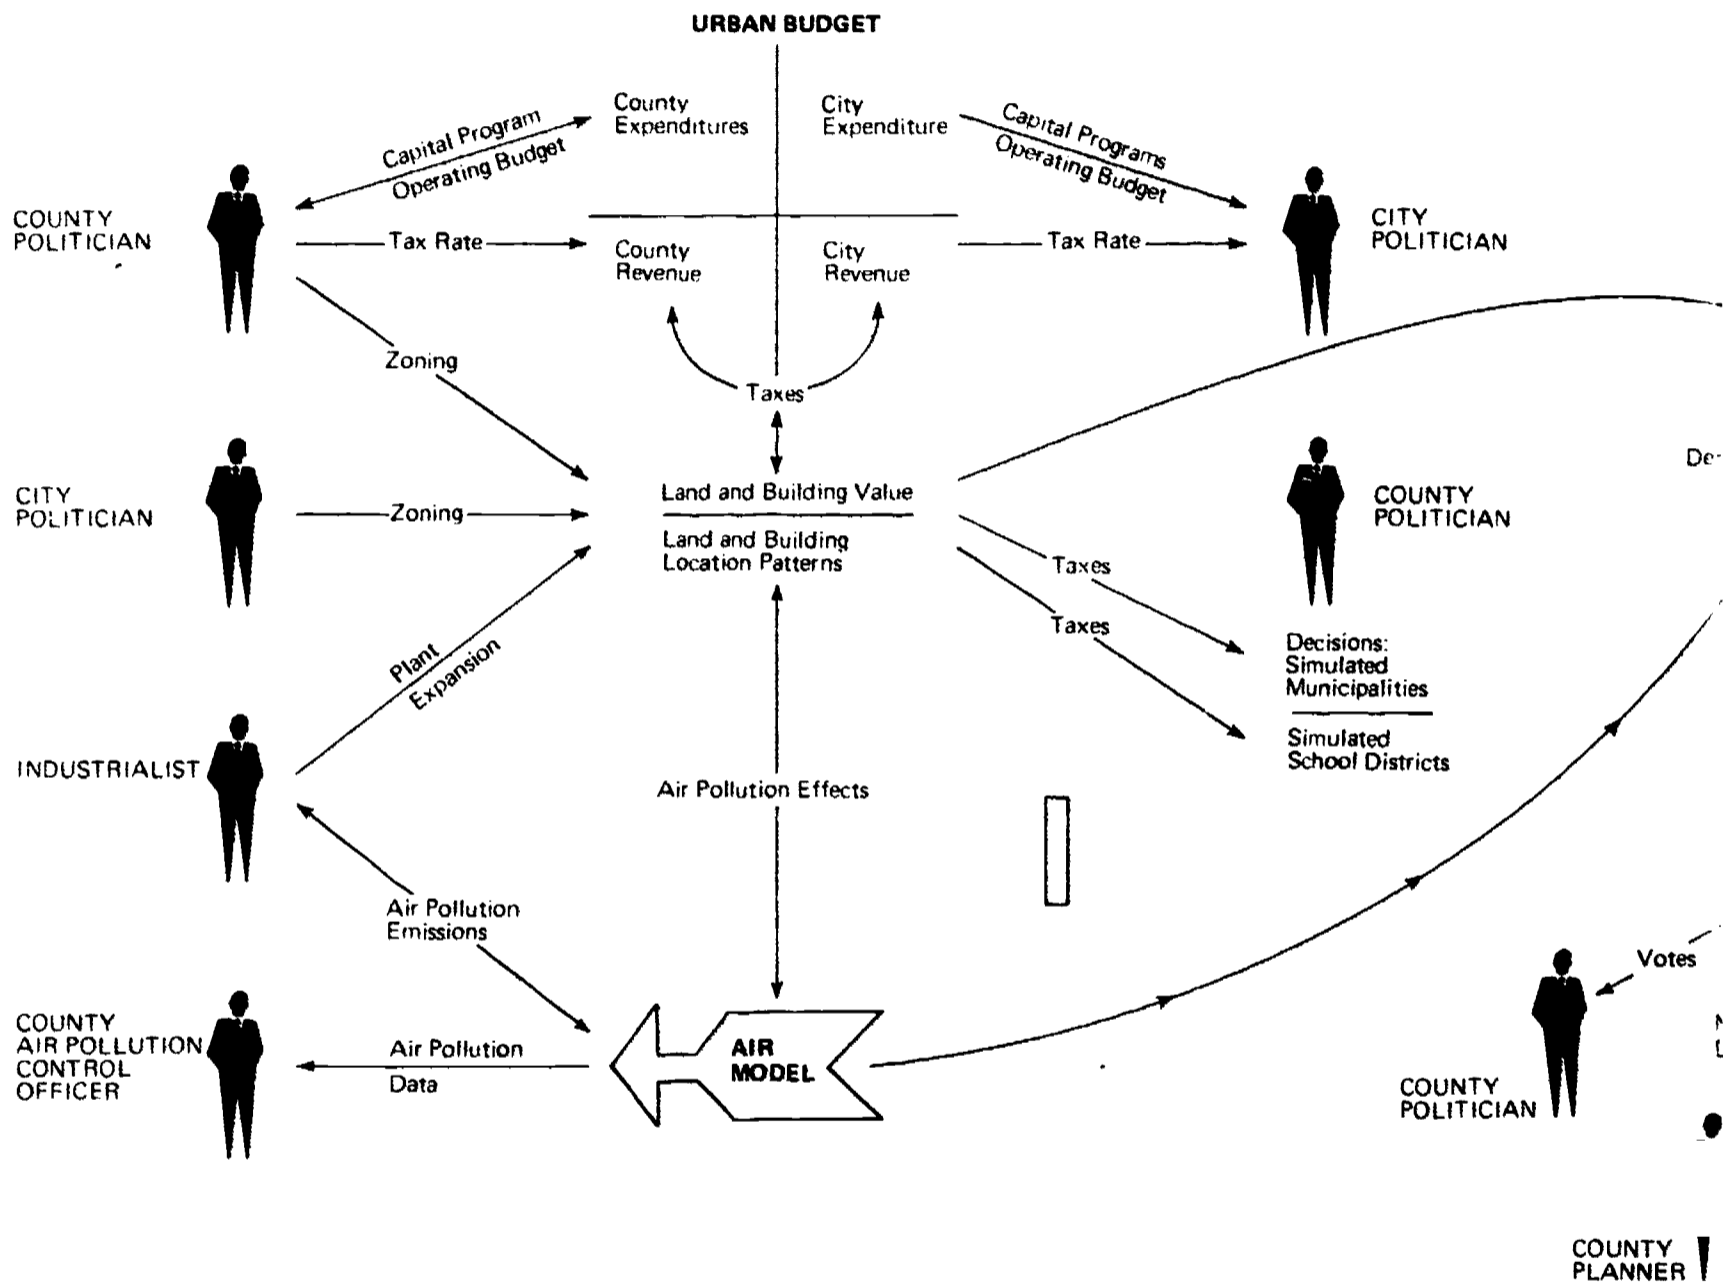 URBAN BUDGET
County
Expenditures
City
Expenditure
Capital Program
Operating Budget
Capital Programs
Operating Budget
COUNTY
POLITICIAN
CITY
POLITICIAN
Tax Rate
County
Revenue
City
Revenue
Tax Rate
Zoning
Taxes
De-
CITY
POLITICIAN
Zoning
Land and Building Value
Land and Building
Location Patterns
COUNTY
POLITICIAN
Taxes
Taxes
Decisions:
Simulated
Municipalities
Simulated
School Districts
Plant
Expansion
INDUSTRIALIST
Air Pollution Effects
Air Pollution
Emissions
Votes
COUNTY
AIR POLLUTION
CONTROL
OFFICER
Air Pollution
Data
AIR
MODEL
COUNTY
POLITICIAN
COUNTY
PLANNER